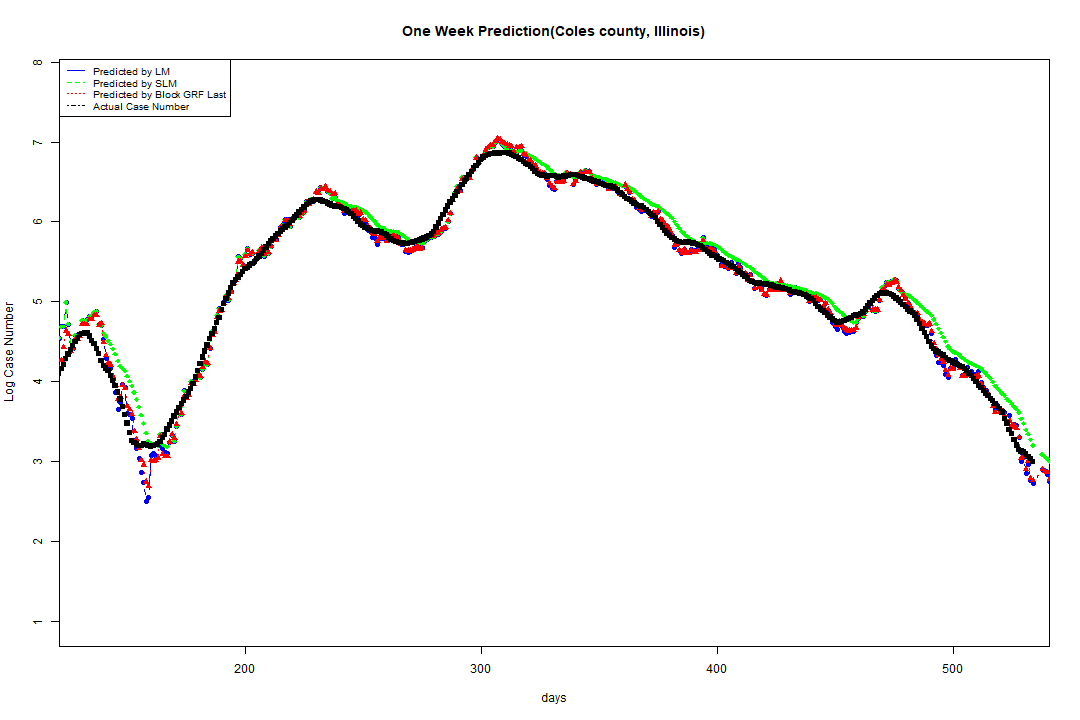 One Week Prediction(Coles county, Illinois)
Predicted by LM
Predicted by SLM
Predicted by Block GRF Last
Actual Case Number
8
7
6
5
4
3
2
1
Log Case Number
200 300 400 500
days